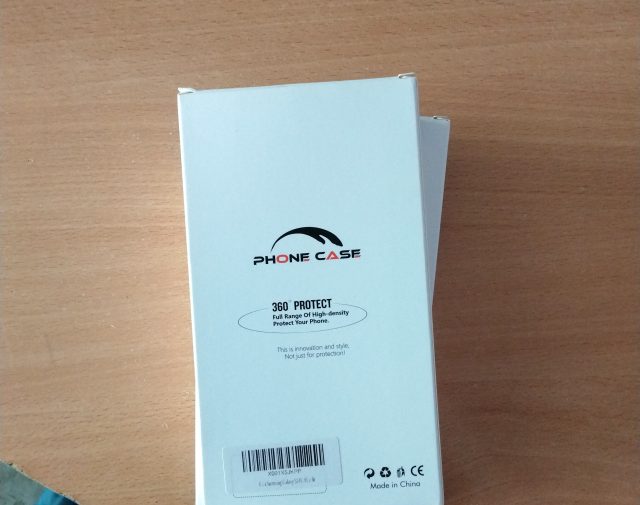 PHONE CASE
360° PROTECT
Full Range Of High-density
Protect Your Phone.
This is innovation and style,
Not just for protection!
CE
Made in China